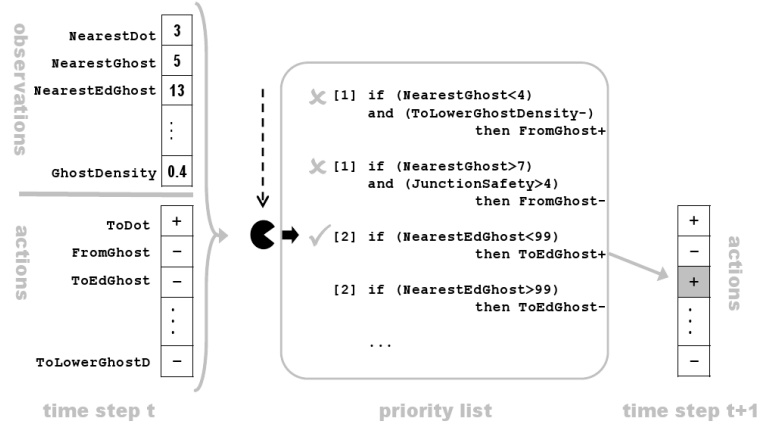 observations
NearestDot 3
NearestGhost 5
NearestEdGhost 13
GhostDensity 0.4
actions
ToDot +
FromGhost –
ToEdGhost –
ToLowerGhostD –
time step t
[1] if (NearestGhost<4)
and (ToLowerGhostDensity-)
then FromGhost+
[1] if (NearestGhost>7)
and (JunctionSafety>4)
then FromGhost-
[2] if (NearestEdGhost<99)
then ToEdGhost+
[2] if (NearestEdGhost>99)
then ToEdGhost-
...
priority list
+
–
+
–
actions
time step t+1